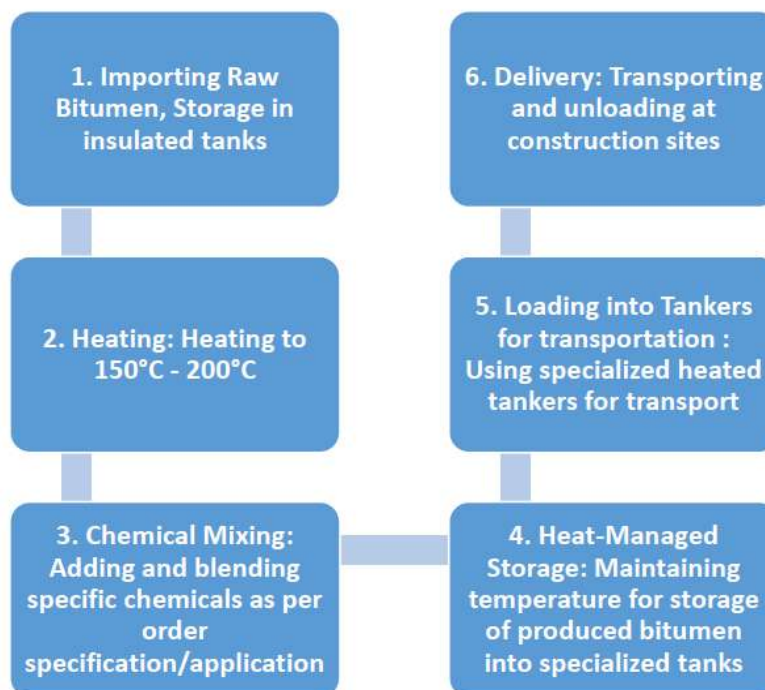 1. Importing Raw
Bitumen, Storage in
insulated tanks
2. Heating: Heating to
150°C - 200°C
3. Chemical Mixing:
Adding and blending
specific chemicals as per
order
specification/application
4. Heat-Managed
Storage: Maintaining
temperature for storage
of produced bitumen
into specialized tanks
5. Loading into Tankers
for transportation :
Using specialized heated
tankers for transport
6. Delivery: Transporting
and unloading at
construction sites